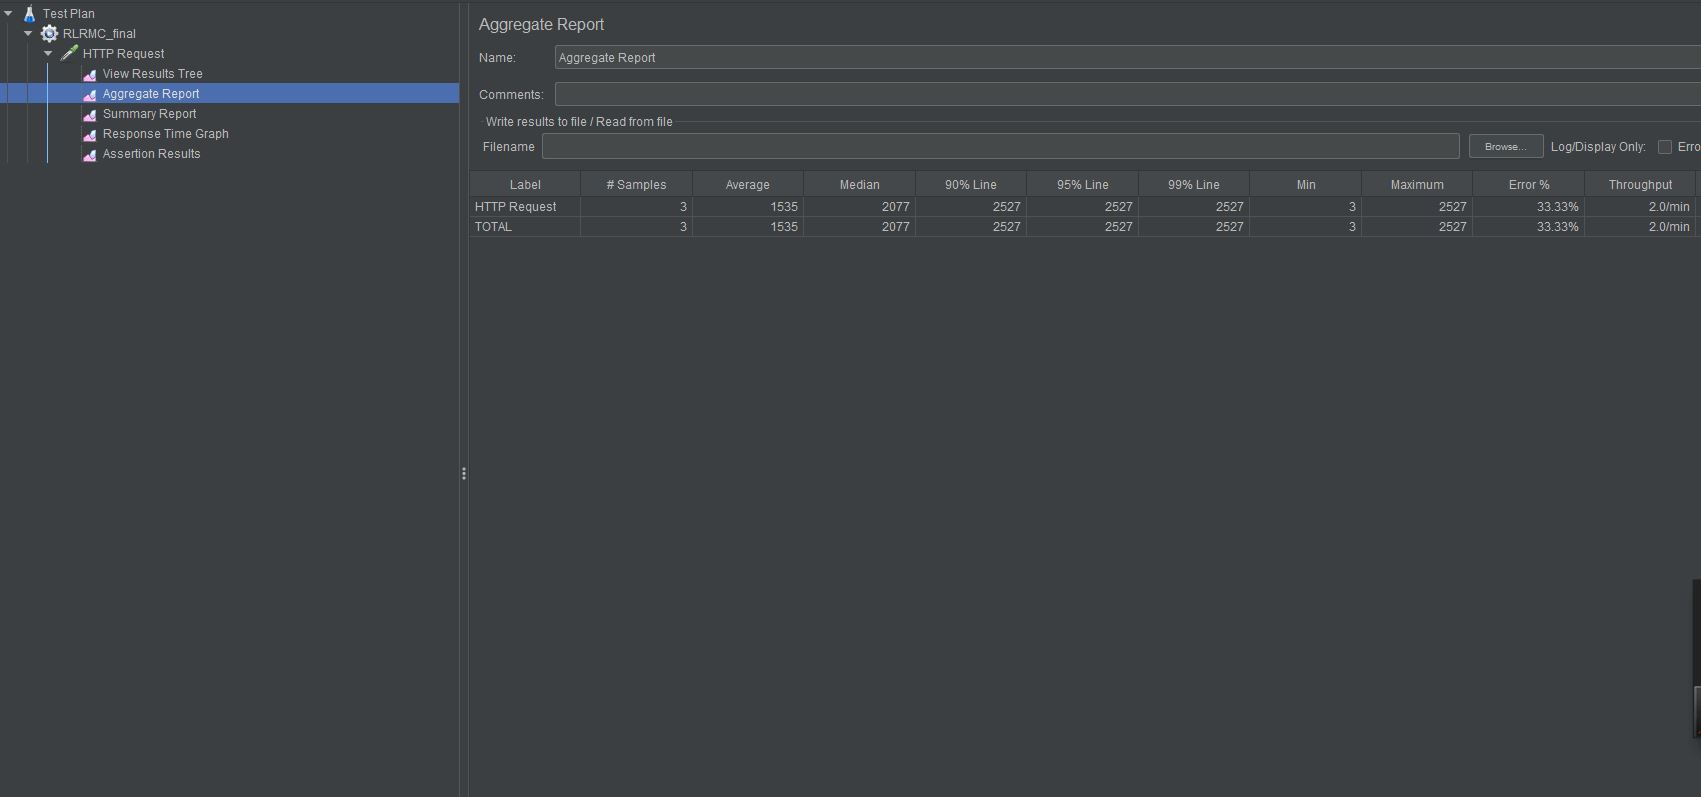 Test Plan
RLRMC_final
HTTP Request
View Results Tree
Aggregate Report
Summary Report
Response Time Graph
Assertion Results
Aggregate Report
Name: Aggregate Report
Comments:
Write results to file / Read from file
Filename Browse... Log/Display Only: Erro
Label # Samples Average Median 90% Line 95% Line 99% Line Min Maximum Error % Throughput
HTTP Request 3 1535 2077 2527 2527 2527 3 2527 33.33% 2.0/min
TOTAL 3 1535 2077 2527 2527 2527 3 2527 33.33% 2.0/min